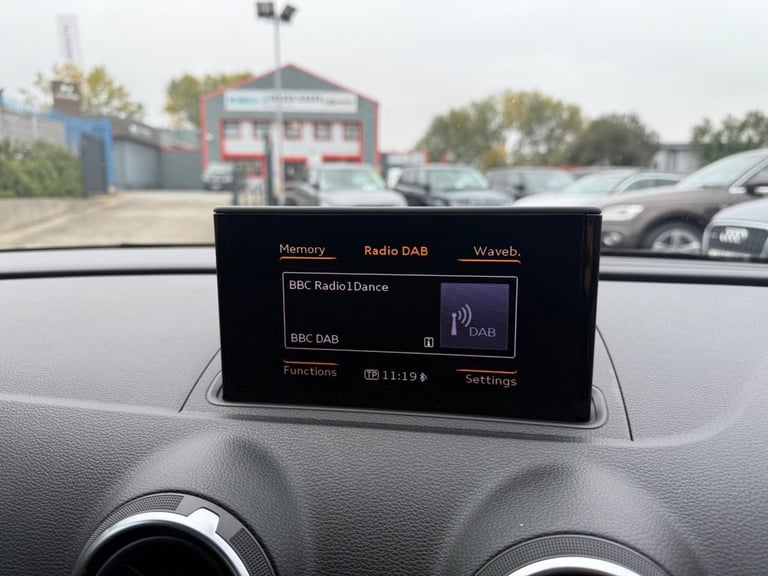 Memory Radio DAB Waveb.
BBC Radio1Dance
DAB
BBC DAB i
Functions TP 11:19 Settings